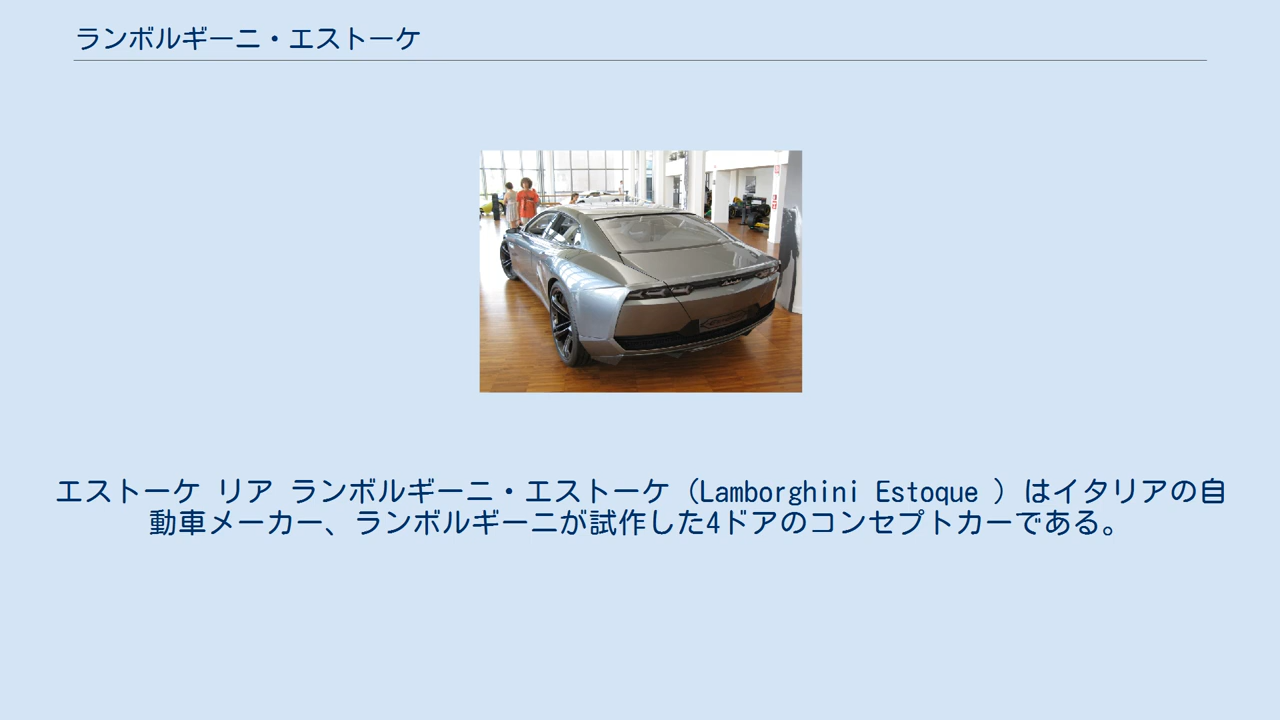 ランボルギーニ・エストーケ
エストーケ リア ランボルギーニ・エストーケ（Lamborghini Estoque ）はイタリアの自
動車メーカー、ランボルギーニが試作した4ドアのコンセプトカーである。